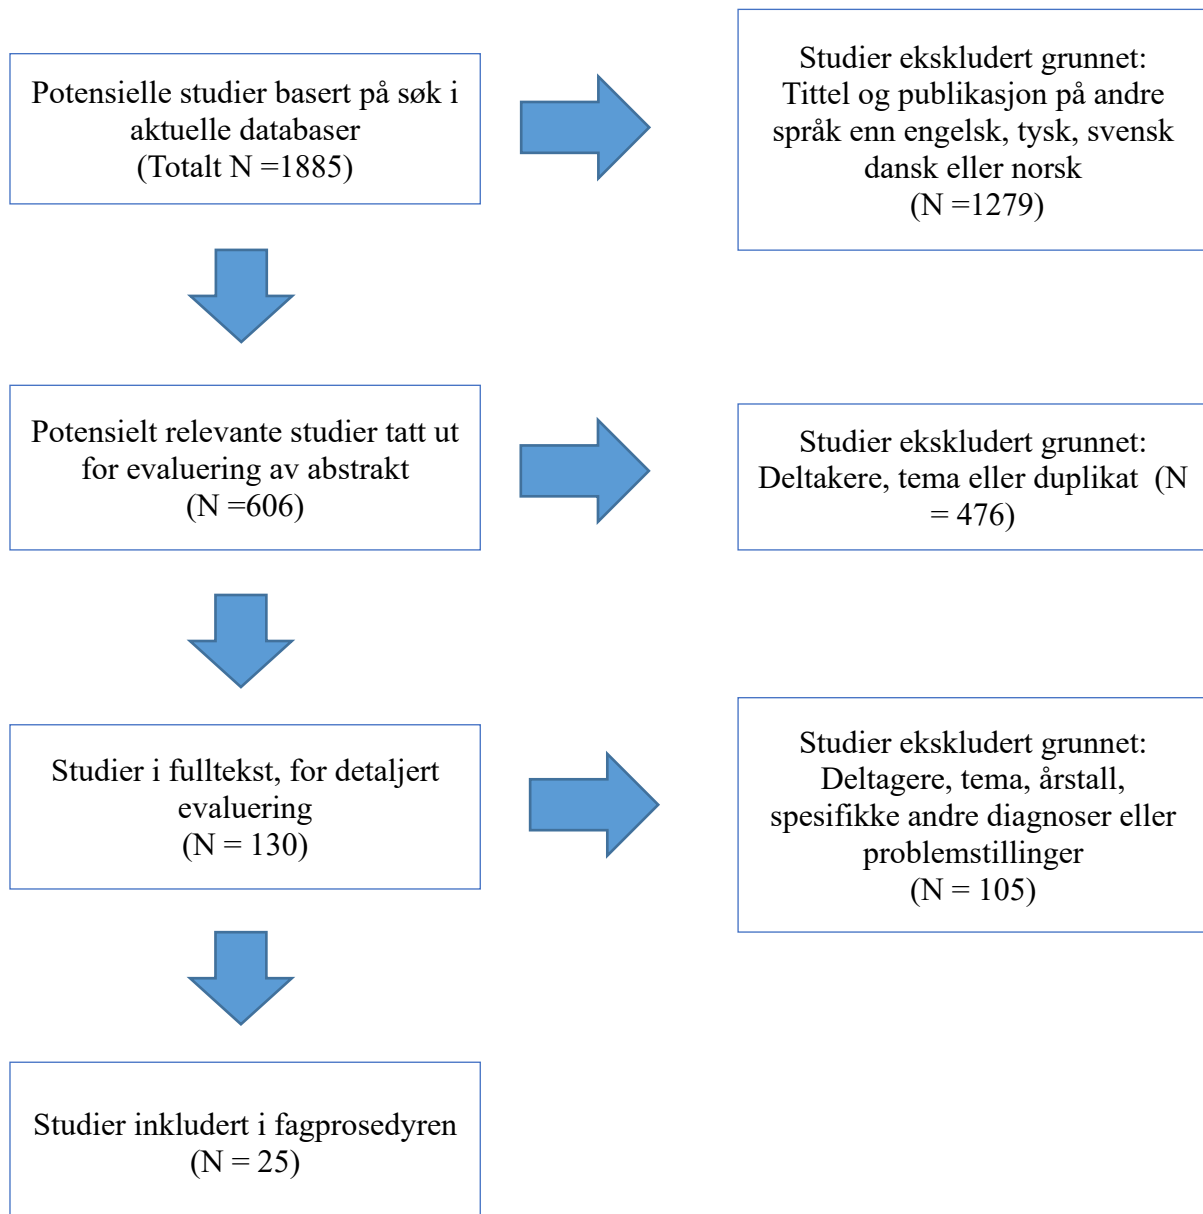 Potensielle studier basert på søk i
aktuelle databaser
(Totalt N =1885)
Studier ekskludert grunnet:
Tittel og publikasjon på andre
språk enn engelsk, tysk, svensk
dansk eller norsk
(N =1279)
Potensielt relevante studier tatt ut
for evaluering av abstrakt
(N =606)
Studier ekskludert grunnet:
Deltakere, tema eller duplikat  (N
= 476)
Studier i fulltekst, for detaljert
evaluering
(N = 130)
Studier ekskludert grunnet:
Deltagere, tema, årstall,
spesifikke andre diagnoser eller
problemstillinger
(N = 105)
Studier inkludert i fagprosedyren
(N = 25)